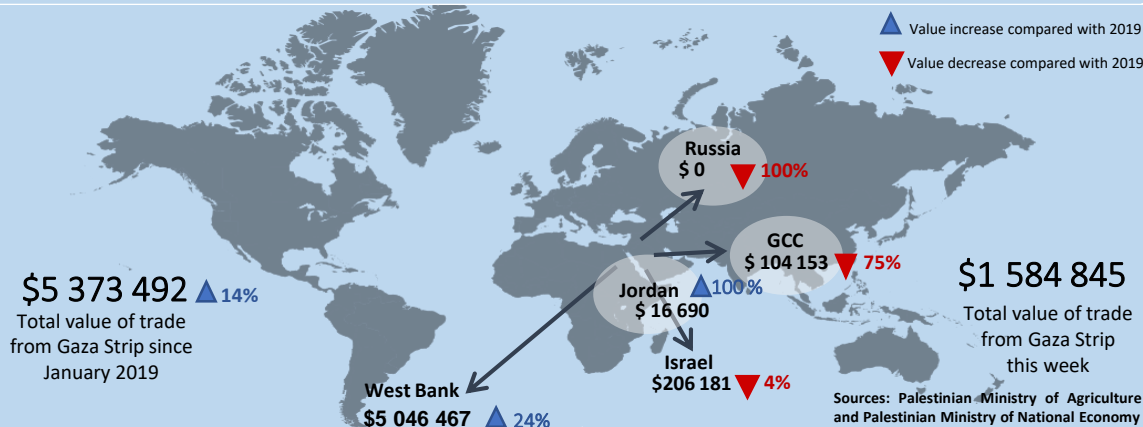 Value increase compared with 2019
Value decrease compared with 2019
Russia
$ 0
100%
GCC
$ 104 153
75%
Jordan
100 %
$ 16 690
Israel
$206 181
4%
West Bank
$5 046 467
24%
$5 373 492
14%
Total value of trade
from Gaza Strip since
January 2019
$1 584 845
Total value of trade
from Gaza Strip
this week
Sources: Palestinian Ministry of Agriculture
and Palestinian Ministry of National Economy